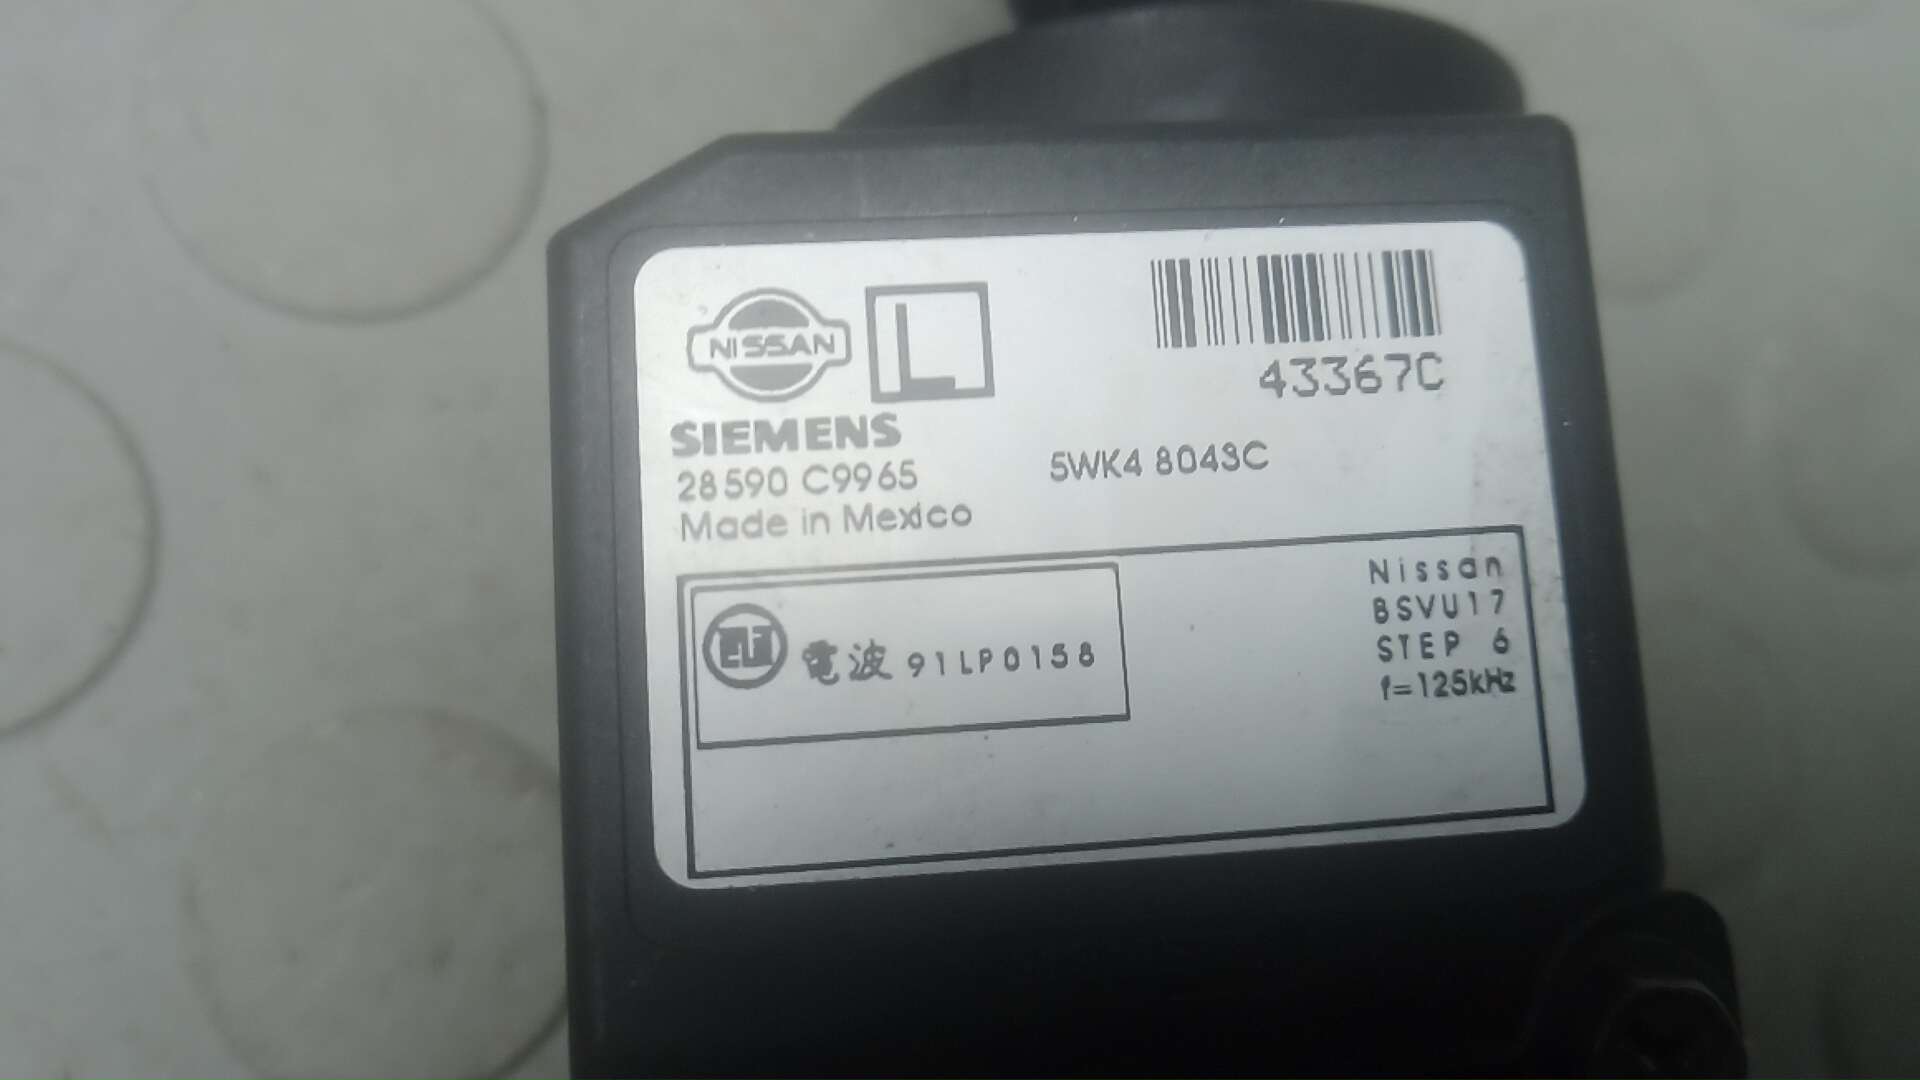 NISSAN
L
43367C
SIEMENS
28590 C9965
5WK4 8043C
Made in Mexico
電波 91LP0158
Nissan
BSVU17
STEP 6
f=125kHz